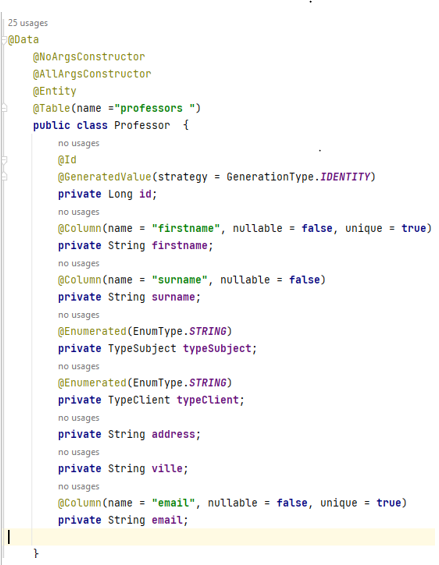 25 usages
@Data
@NoArgsConstructor
@AllArgsConstructor
@Entity
@Table(name ="professors ")
public class Professor  {
no usages
@Id
@GeneratedValue(strategy = GenerationType.IDENTITY)
private Long id;
no usages
@Column(name = "firstname", nullable = false, unique = true)
private String firstname;
no usages
@Column(name = "surname", nullable = false)
private String surname;
no usages
@Enumerated(EnumType.STRING)
private TypeSubject typeSubject;
no usages
@Enumerated(EnumType.STRING)
private TypeClient typeClient;
no usages
private String address;
no usages
private String ville;
no usages
@Column(name = "email", nullable = false, unique = true)
private String email;
}